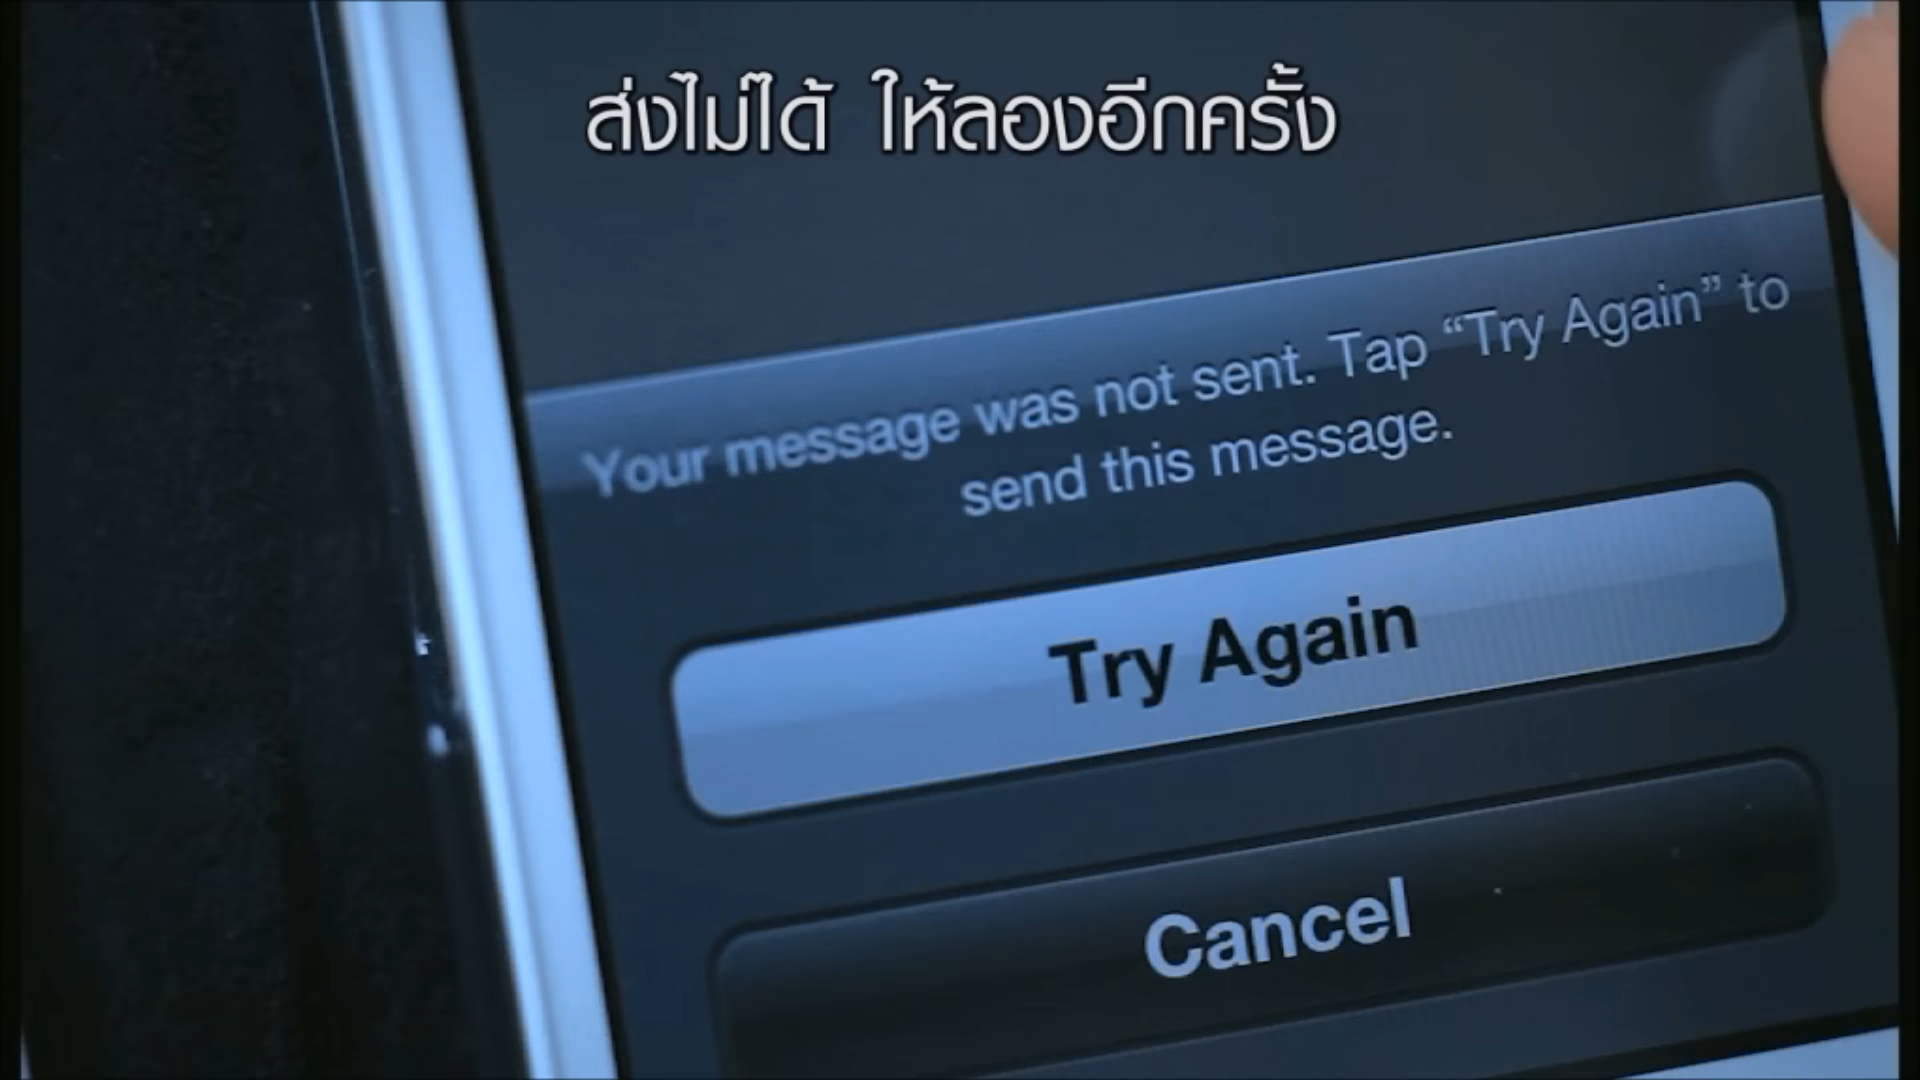 ส่งไม่ได้ ให้ลองอีกครั้ง
Your message was not sent. Tap “Try Again” to
send this message.
Try Again
Cancel